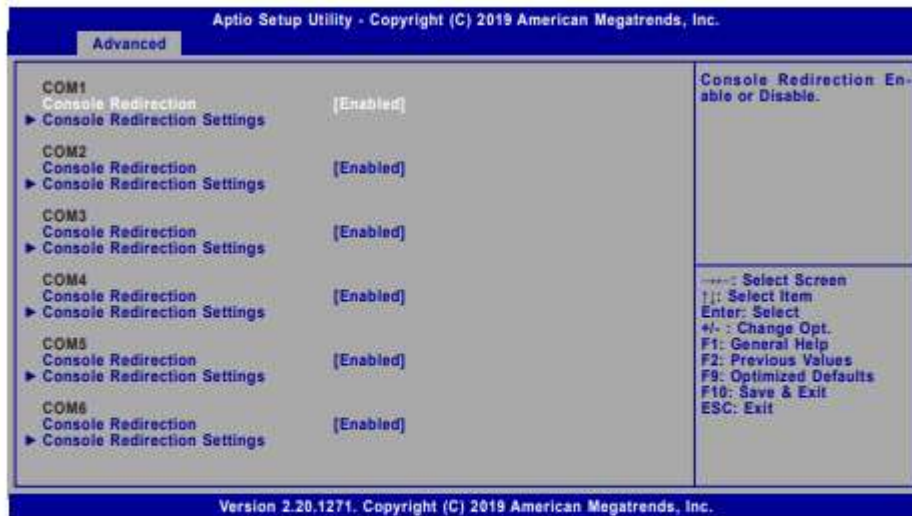 Aptio Setup Utility - Copyright (C) 2019 American Megatrends, Inc.
Advanced
COM1
Console Redirection [Enabled]
► Console Redirection Settings
COM2
Console Redirection [Enabled]
► Console Redirection Settings
COM3
Console Redirection [Enabled]
► Console Redirection Settings
COM4
Console Redirection [Enabled]
► Console Redirection Settings
COM5
Console Redirection [Enabled]
► Console Redirection Settings
COM6
Console Redirection [Enabled]
► Console Redirection Settings
Console Redirection En-
able or Disable.
→←: Select Screen
↑↓: Select Item
Enter: Select
+/- : Change Opt.
F1: General Help
F2: Previous Values
F9: Optimized Defaults
F10: Save & Exit
ESC: Exit
Version 2.20.1271. Copyright (C) 2019 American Megatrends, Inc.